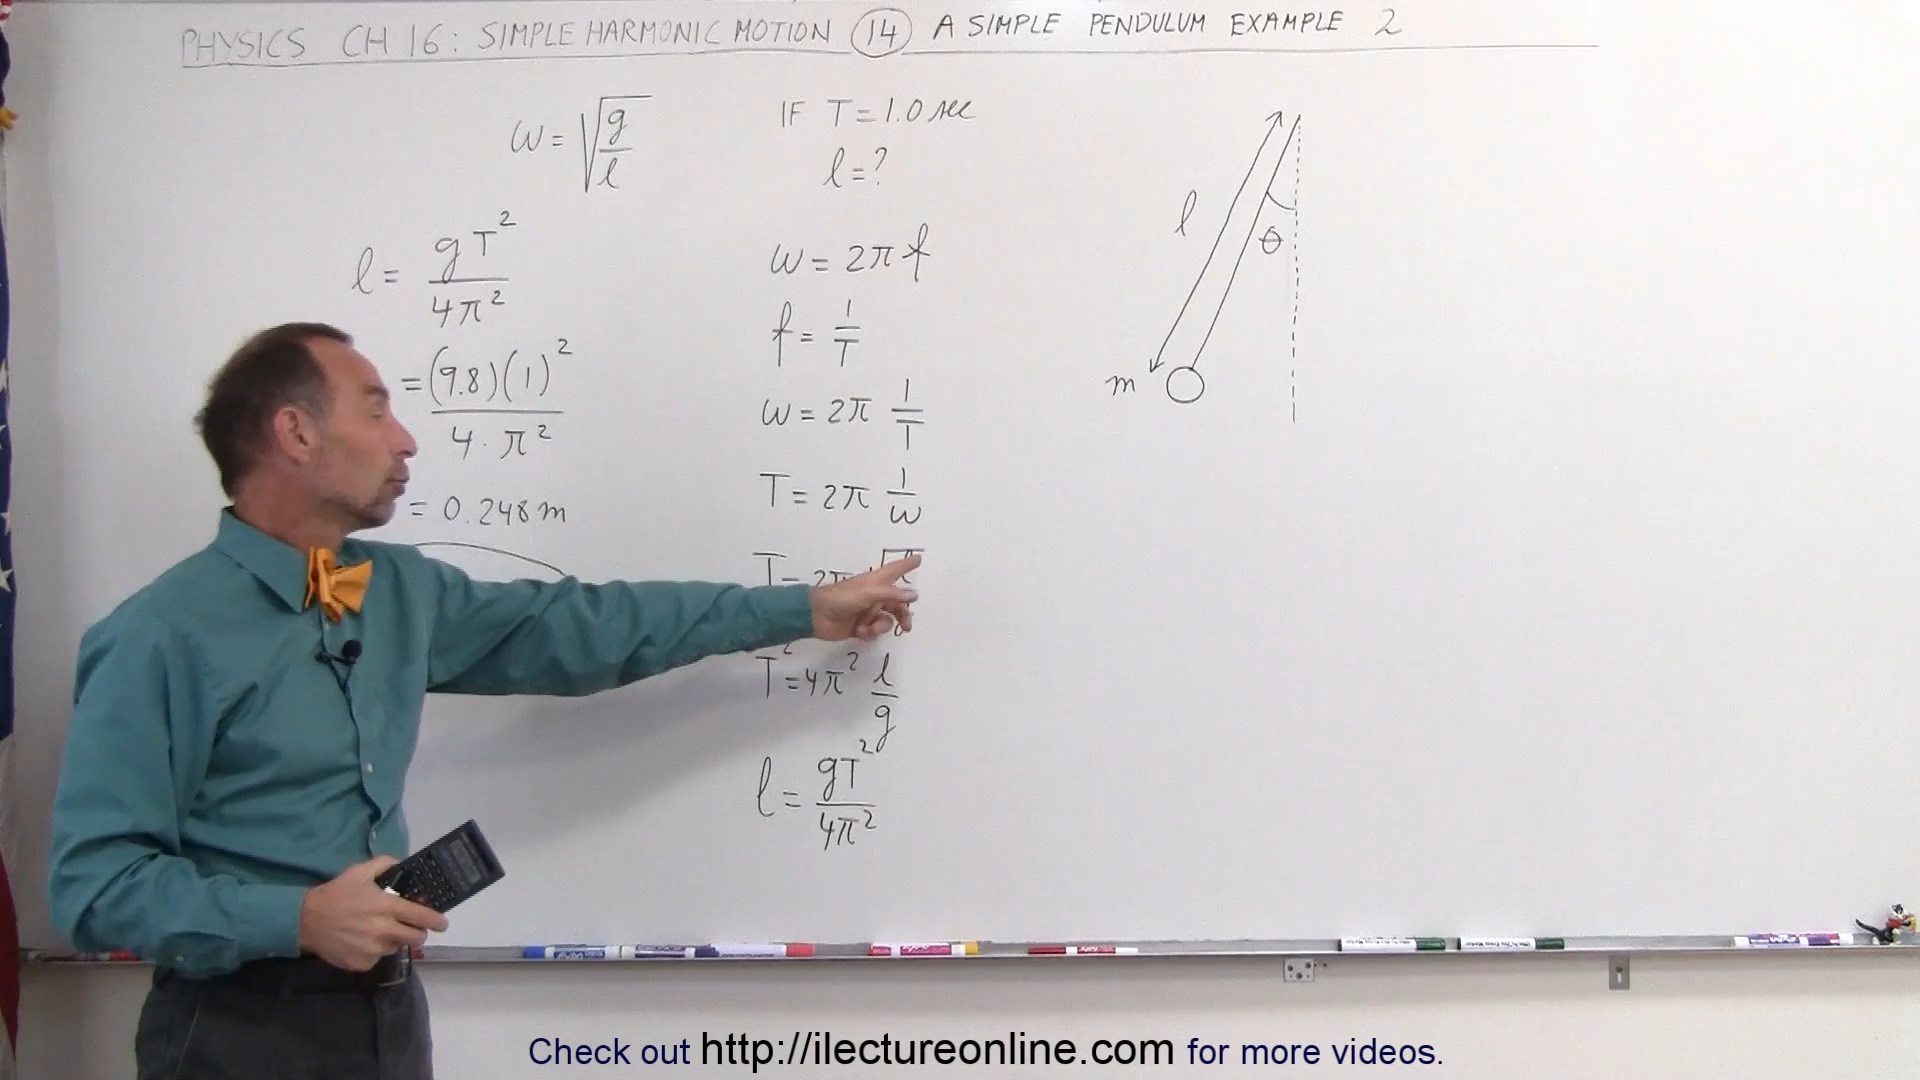 PHYSICS CH 16: SIMPLE HARMONIC MOTION 14 A SIMPLE PENDULUM EXAMPLE 2
ω = √g/l
l = gT²/4π²
= (9.8)(1)²/4·π²
= 0.248 m
IF T = 1.0 sec
l = ?
ω = 2π f
f = 1/T
ω = 2π 1/T
T = 2π 1/ω
T = 2π √l
T² = 4π² l/g
l = gT²/4π²
l
θ
m
Check out http://ilectureonline.com for more videos.